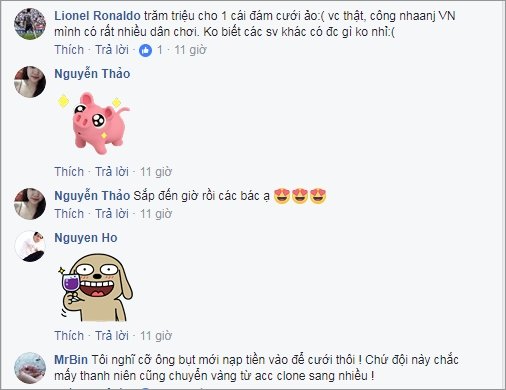 Lionel Ronaldo trăm triệu cho 1 cái đám cưới ảo:( vc thật, công nhaanj VN
mình có rất nhiều dân chơi. Ko biết các sv khác có đc gì ko nhỉ:(
Thích · Trả lời · 1 · 11 giờ
Nguyễn Thảo
Thích · Trả lời · 11 giờ
Nguyễn Thảo Sắp đến giờ rồi các bác ạ 😍😍😍
Thích · Trả lời · 11 giờ
Nguyen Ho
Thích · Trả lời · 11 giờ
MrBin Tôi nghĩ cỡ ông bụt mới nạp tiền vào để cưới thôi ! Chứ đội này chắc
mấy thanh niên cũng chuyển vàng từ acc clone sang nhiều !